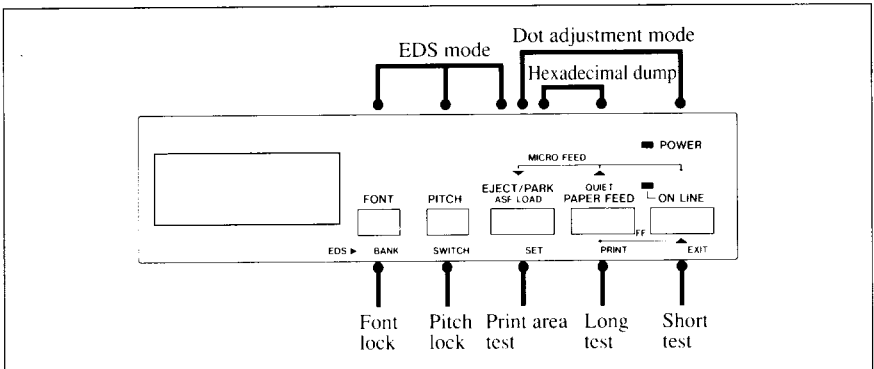 EDS mode
Dot adjustment mode
Hexadecimal dump
POWER
MICRO FEED
FONT
PITCH
EJECT/PARK
ASF LOAD
QUIET
PAPER FEED
ON LINE
FF
EDS ▶ BANK SWITCH SET PRINT EXIT
Font lock
Pitch lock
Print area test
Long test
Short test